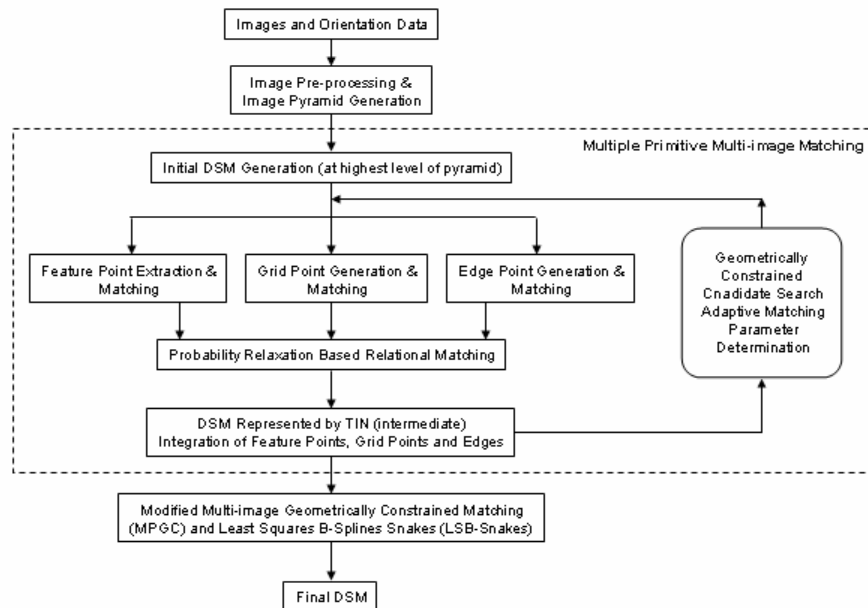 Images and Orientation Data
Image Pre-processing &
Image Pyramid Generation
Multiple Primitive Multi-image Matching
Initial DSM Generation (at highest level of pyramid)
Feature Point Extraction &
Matching
Grid Point Generation &
Matching
Edge Point Generation &
Matching
Geometrically
Constrained
Cnadidate Search
Adaptive Matching
Parameter
Determination
Probability Relaxation Based Relational Matching
DSM Represented by TIN (intermediate)
Integration of Feature Points, Grid Points and Edges
Modified Multi-image Geometrically Constrained Matching
(MPGC) and Least Squares B-Splines Snakes (LSB-Snakes)
Final DSM